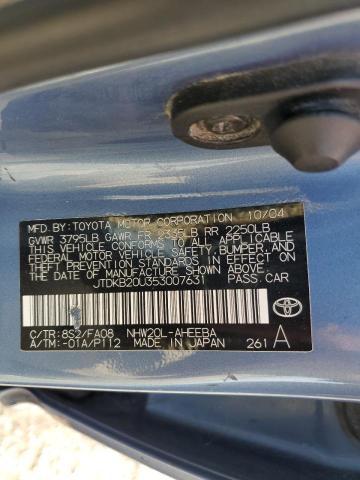 MFD. BY: TOYOTA MOTOR CORPORATION 10/04
GVWR 3795LB GAWR FR 2335LB RR 2250LB
THIS VEHICLE CONFORMS TO ALL APPLICABLE
FEDERAL MOTOR VEHICLE SAFETY, BUMPER, AND
THEFT PREVENTION STANDARDS IN EFFECT ON
THE DATE OF MANUFACTURE SHOWN ABOVE.
JTDKB20U353007631 PASS. CAR
C/TR: 8S2/FA08 NHW20L-AHEEBA
A/TM: -01A/P112 MADE IN JAPAN 261 A